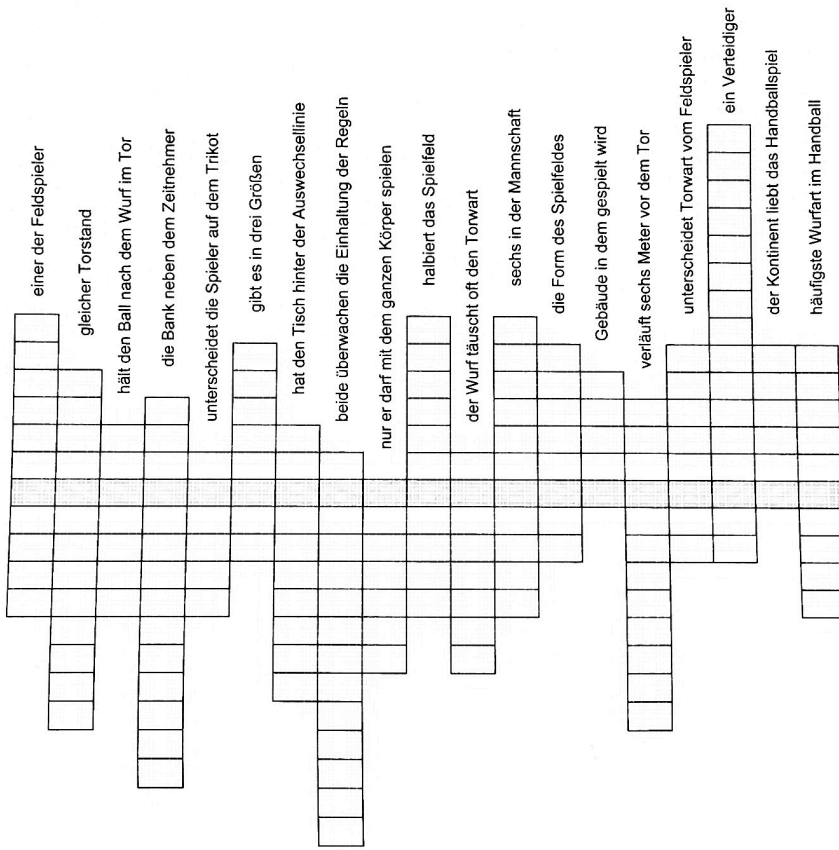 einer der Feldspieler
gleicher Torstand
hält den Ball nach dem Wurf im Tor
die Bank neben dem Zeitnehmer
unterscheidet die Spieler auf dem Trikot
gibt es in drei Größen
hat den Tisch hinter der Auswechsellinie
beide überwachen die Einhaltung der Regeln
nur er darf mit dem ganzen Körper spielen
halbiert das Spielfeld
der Wurf täuscht oft den Torwart
sechs in der Mannschaft
die Form des Spielfeldes
Gebäude in dem gespielt wird
verläuft sechs Meter vor dem Tor
unterscheidet Torwart vom Feldspieler
ein Verteidiger
der Kontinent liebt das Handballspiel
häufigste Wurfart im Handball